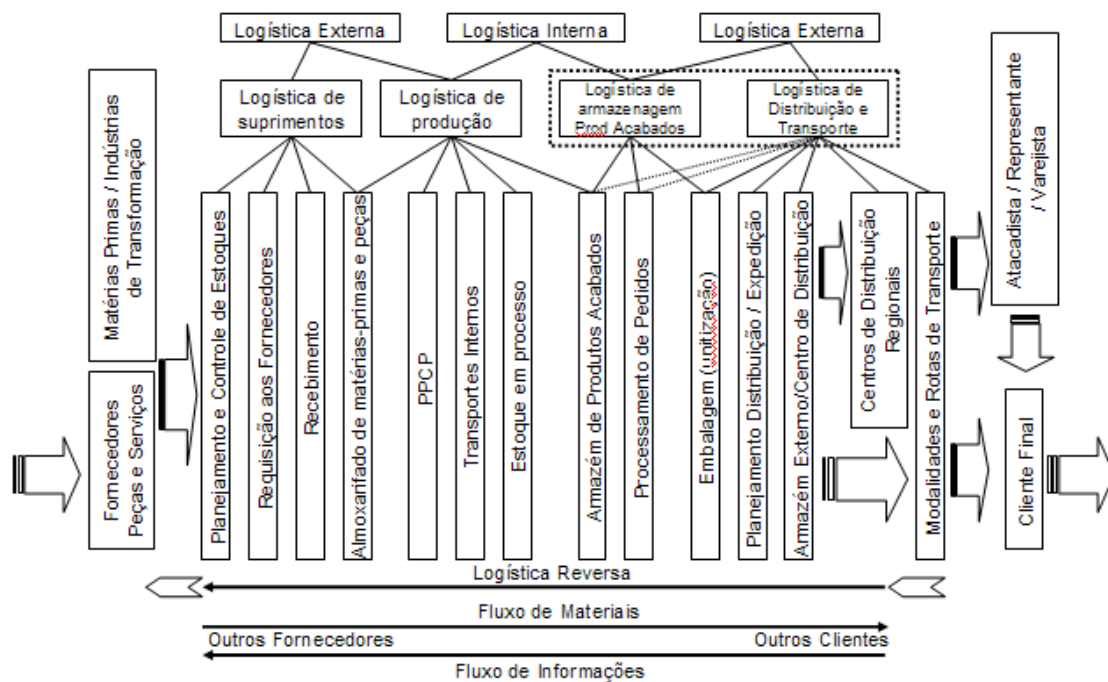 Logística Externa
Logística Interna
Logística Externa
Logística de
suprimentos
Logística de
produção
Logística de
armazenagem
Prod Acabados
Logística de
Distribuição e
Transporte
Matérias Primas / Indústrias
de Transformação
Fornecedores
Peças e Serviços
Planejamento e Controle de Estoques
Requisição aos Fornecedores
Recebimento
Almoxarifado de matérias-primas e peças
PPCP
Transportes Internos
Estoque em processo
Armazém de Produtos Acabados
Processamento de Pedidos
Embalagem (unitização)
Planejamento Distribuição / Expedição
Armazém Externo/Centro de Distribuição
Centros de Distribuição
Regionais
Modalidades e Rotas de Transporte
Atacadista / Representante
/ Varejista
Cliente Final
Logística Reversa
Fluxo de Materiais
Outros Fornecedores
Outros Clientes
Fluxo de Informações